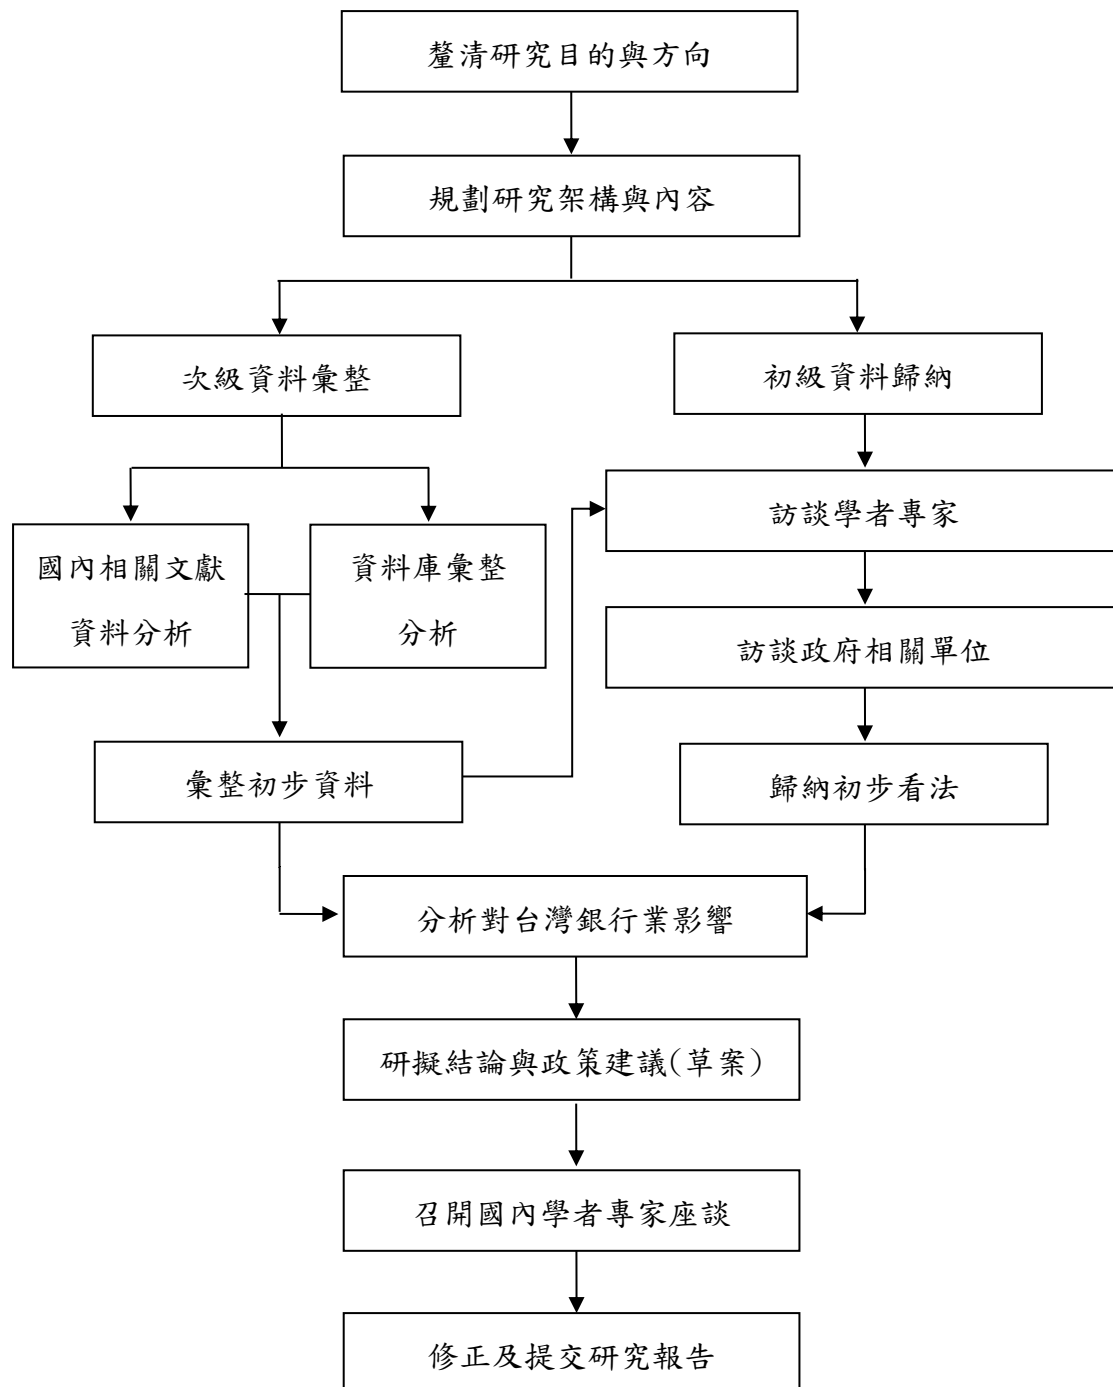 釐清研究目的與方向
規劃研究架構與內容
次級資料彙整
初級資料歸納
國內相關文獻
資料分析
資料庫彙整
分析
訪談學者專家
訪談政府相關單位
彙整初步資料
歸納初步看法
分析對台灣銀行業影響
研擬結論與政策建議(草案)
召開國內學者專家座談
修正及提交研究報告